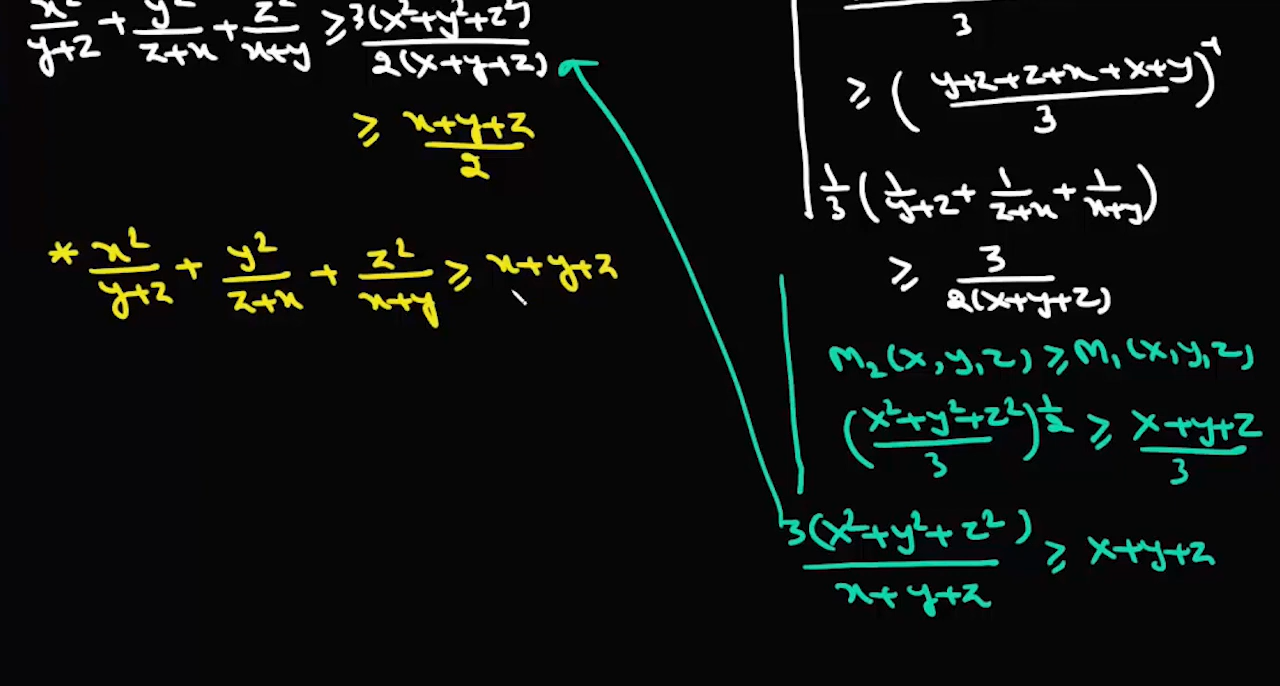 x²/(y+z) + y²/(z+x) + z²/(x+y) ≥ 3(x²+y²+z²)/2(x+y+z)
≥ (x+y+z)/2
* x²/(y+z) + y²/(z+x) + z²/(x+y) ≥ x+y+z
3
≥ ((y+z+z+x+x+y)/3)⁻¹
1/3 (1/(y+z) + 1/(z+x) + 1/(x+y))
≥ 3/2(x+y+z)
M₂(x,y,z) ≥ M₁(x,y,z)
((x²+y²+z²)/3)^(1/2) ≥ (x+y+z)/3
3(x²+y²+z²)/(x+y+z) ≥ x+y+z